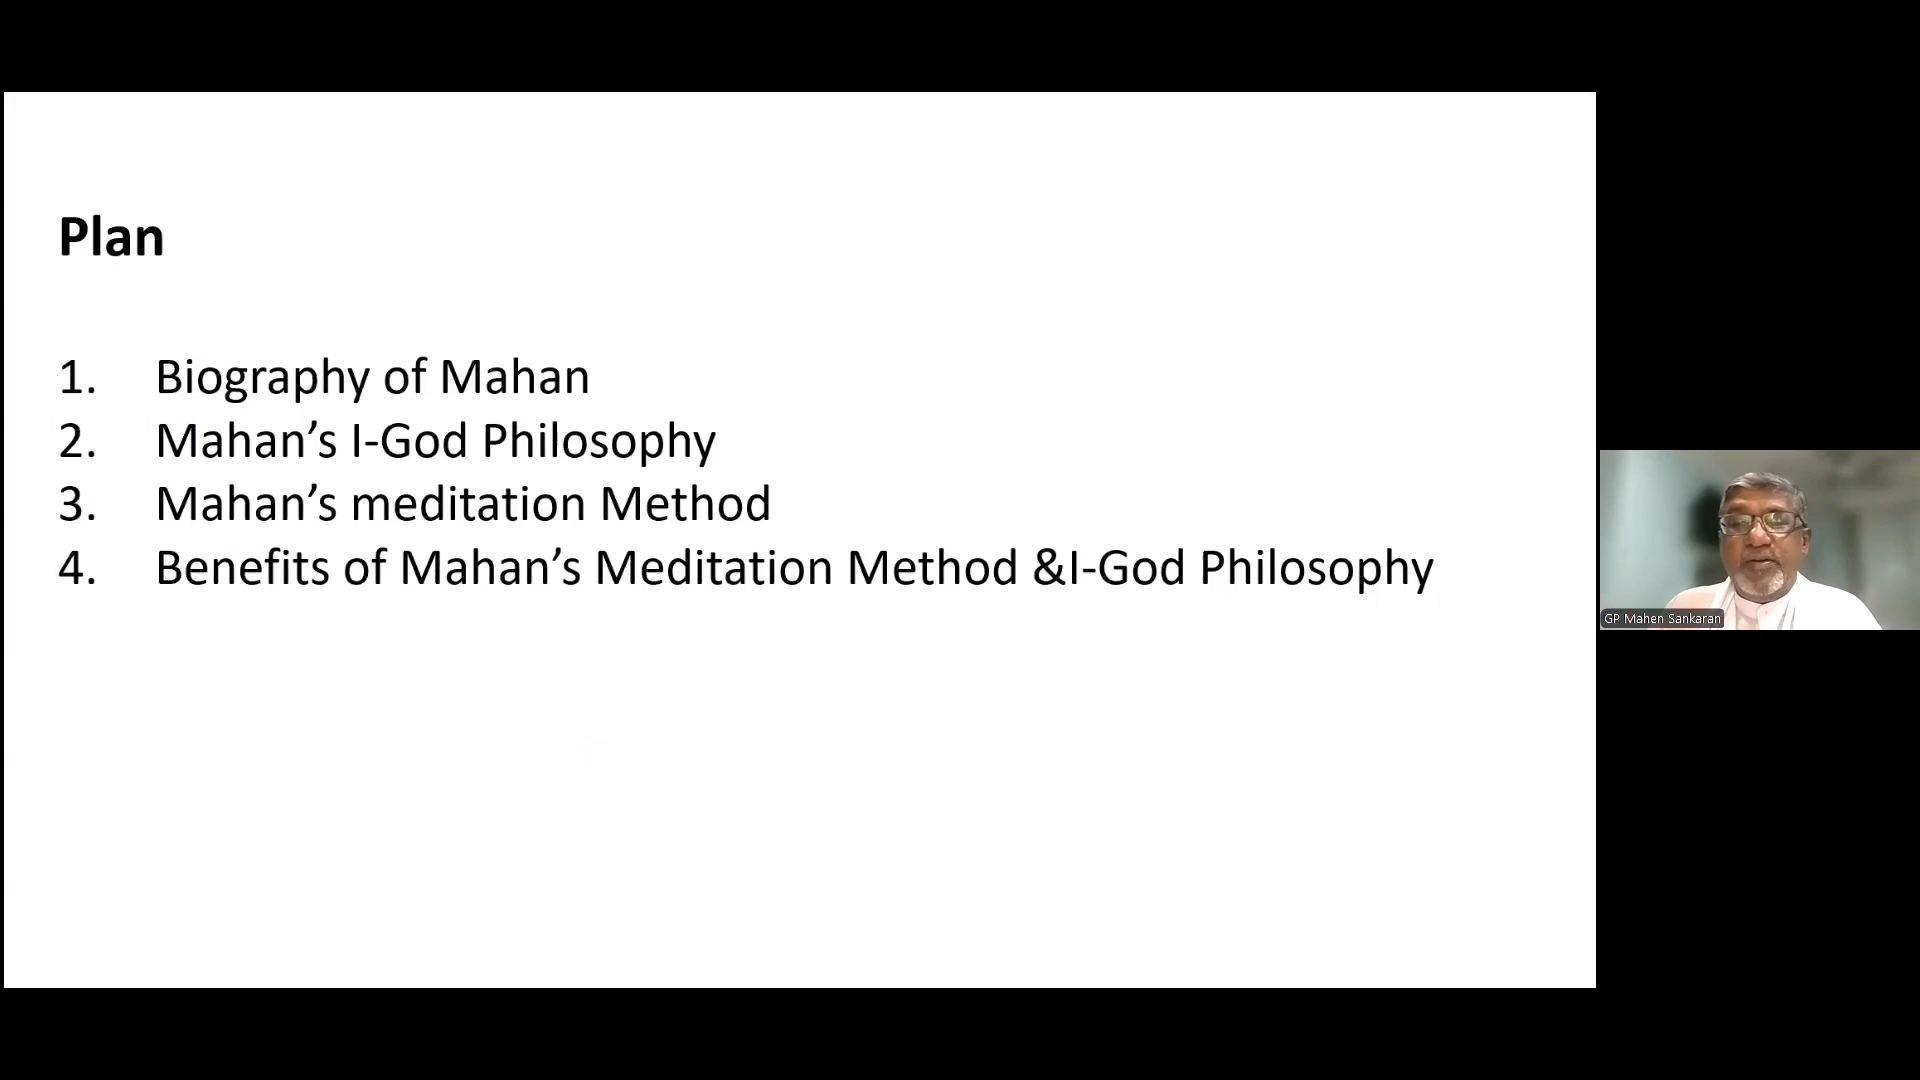 Plan
1. Biography of Mahan
2. Mahan’s I-God Philosophy
3. Mahan’s meditation Method
4. Benefits of Mahan’s Meditation Method &I-God Philosophy
GP Mahen Sankaran